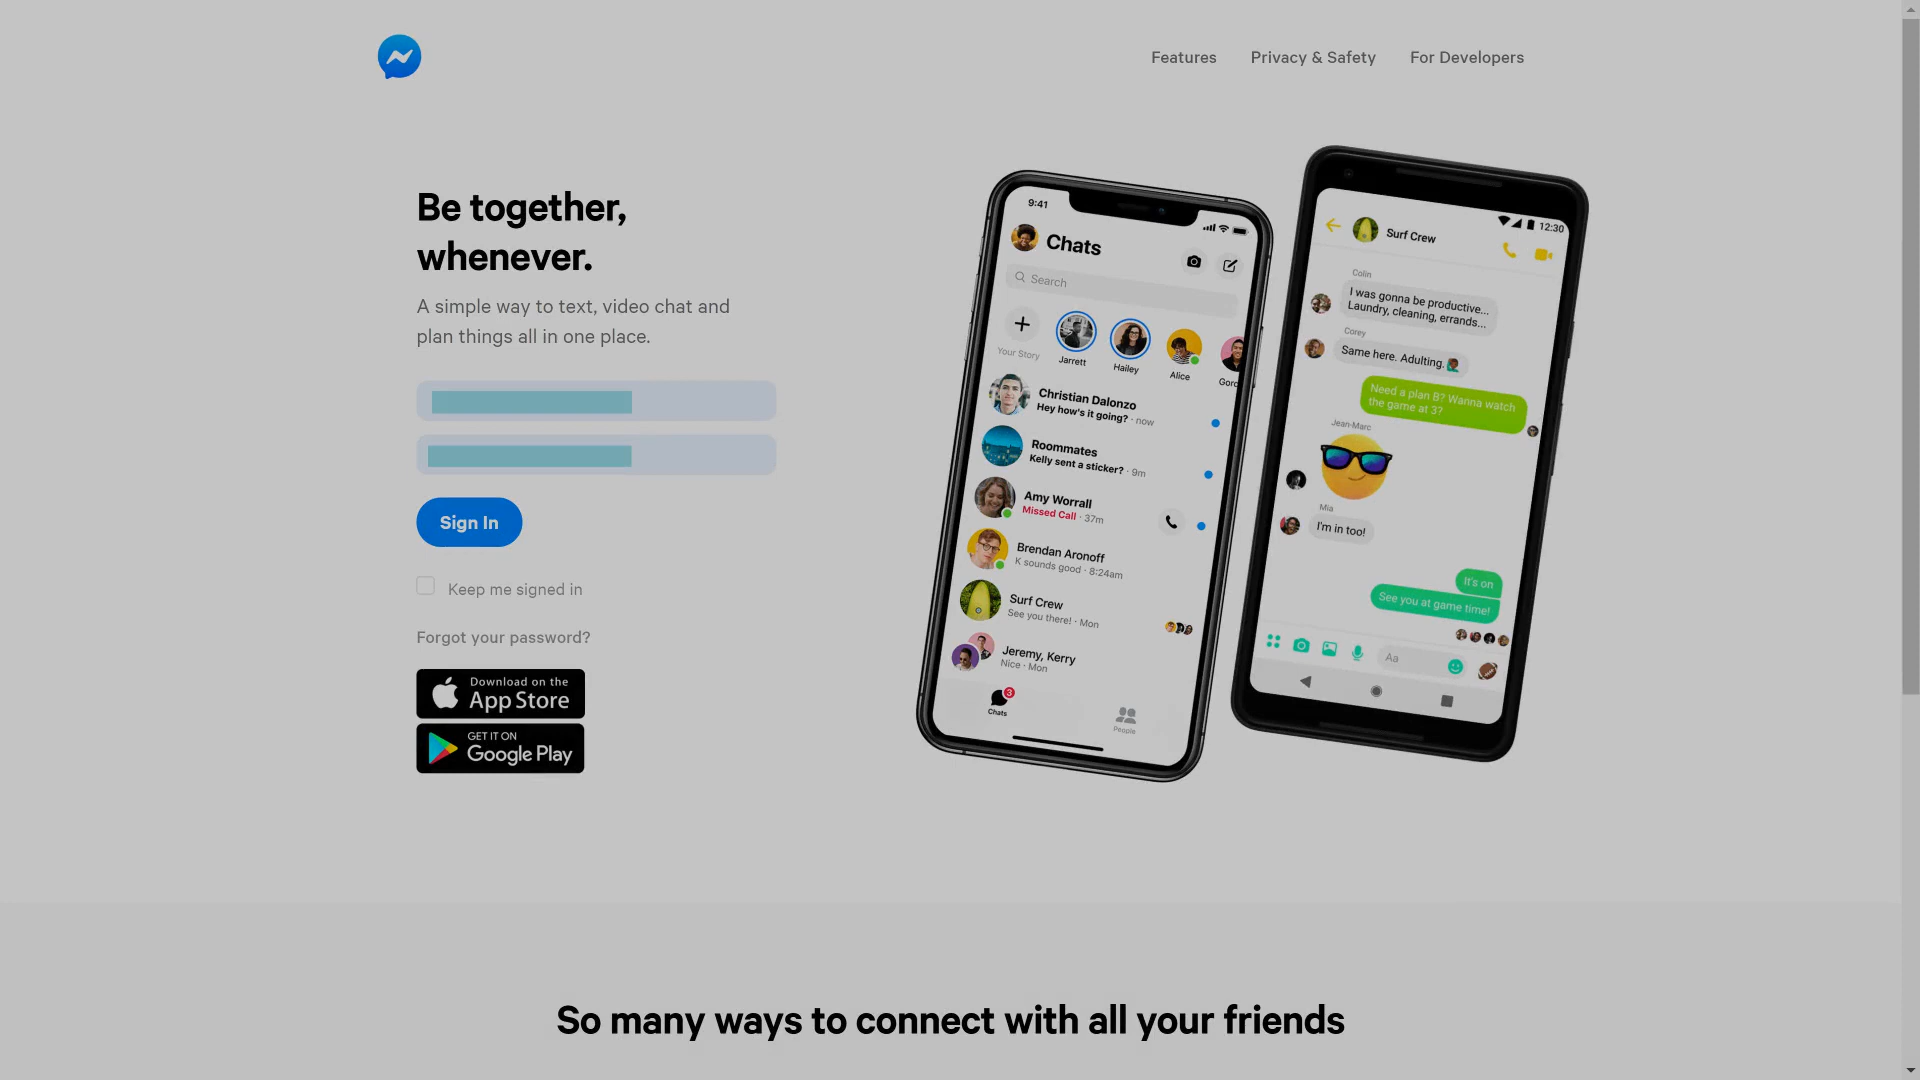 Features
Privacy & Safety
For Developers
Be together,
whenever.
A simple way to text, video chat and
plan things all in one place.
Sign In
Keep me signed in
Forgot your password?
Download on the
App Store
GET IT ON
Google Play
9:41
Chats
Search
Your Story
Jarrett
Hailey
Alice
Gord
Christian Dalonzo
Hey how's it going? · now
Roommates
Kelly sent a sticker? · 9m
Amy Worrall
Missed Call · 37m
Brendan Aronoff
K sounds good · 8:24am
Surf Crew
See you there! · Mon
Jeremy, Kerry
Nice · Mon
3
Chats
People
12:30
Surf Crew
Colin
I was gonna be productive...
Laundry, cleaning, errands...
Corey
Same here. Adulting.
Need a plan B? Wanna watch
the game at 3?
Jean-Marc
Mia
I'm in too!
It's on
See you at game time!
Aa
So many ways to connect with all your friends